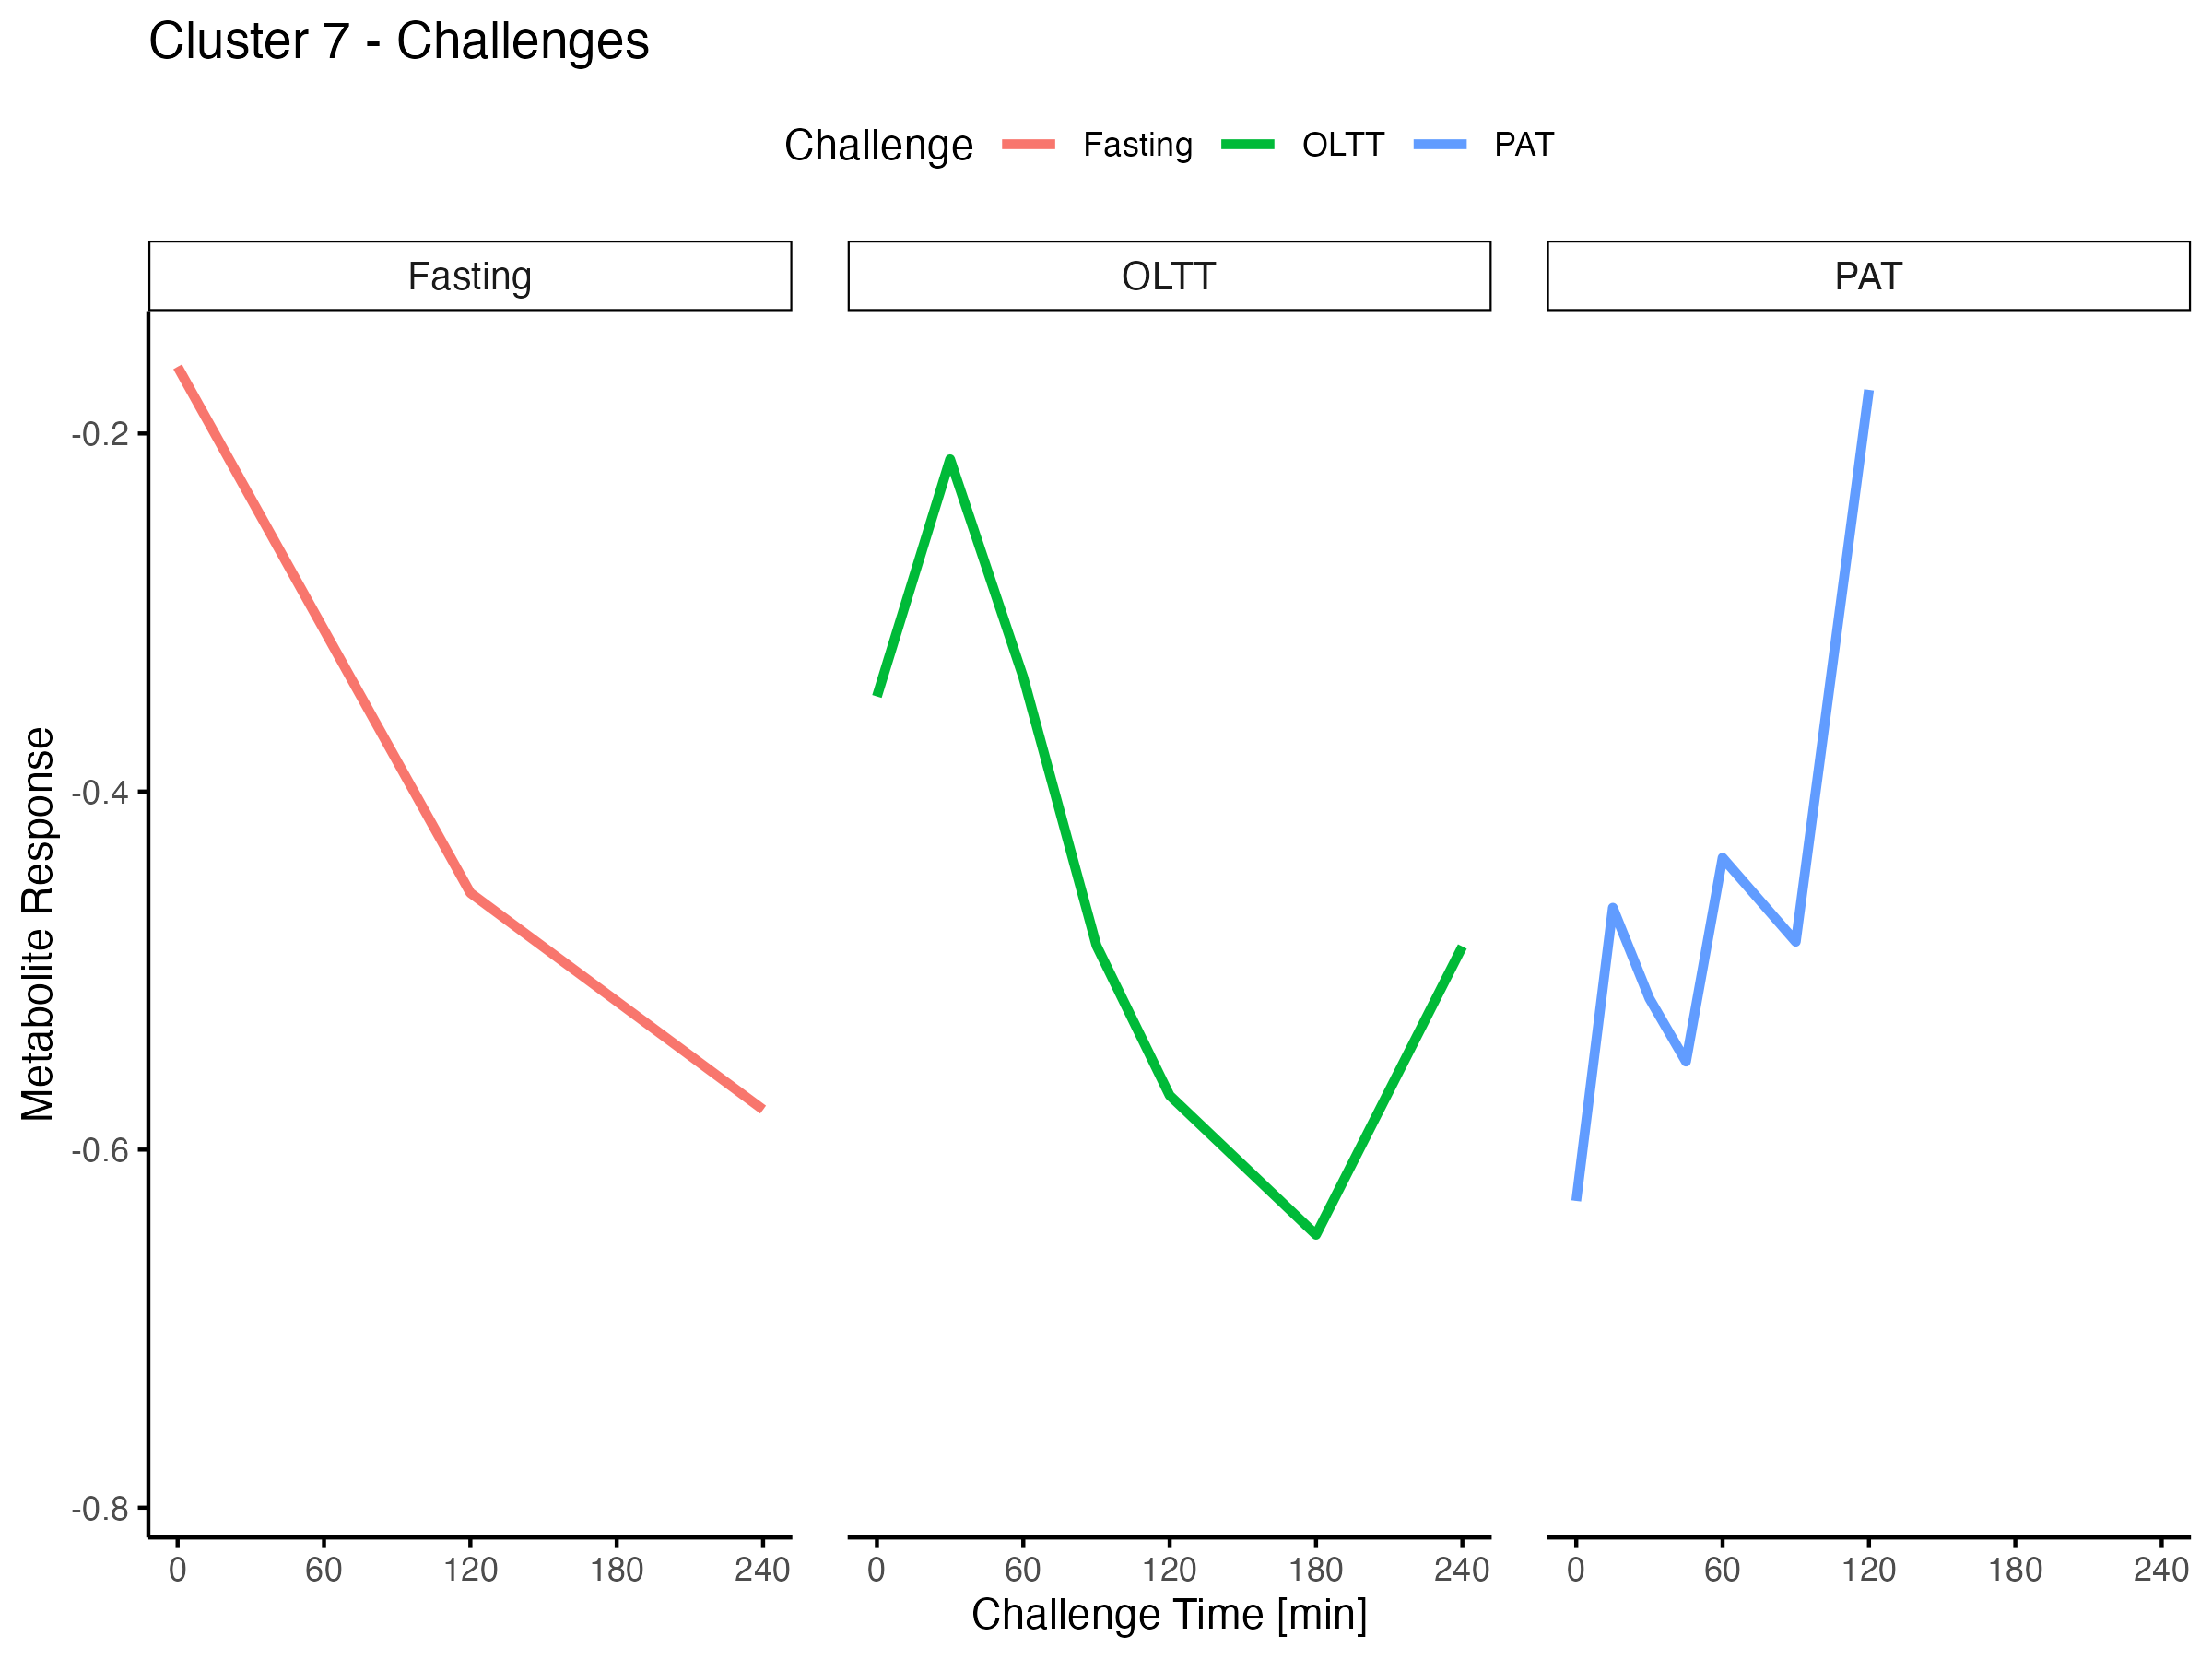 Cluster 7 - Challenges
Challenge Fasting OLTT PAT
Fasting OLTT PAT
Metabolite Response
-0.2
-0.4
-0.6
-0.8
0 60 120 180 240 0 60 120 180 240 0 60 120 180 240
Challenge Time [min]